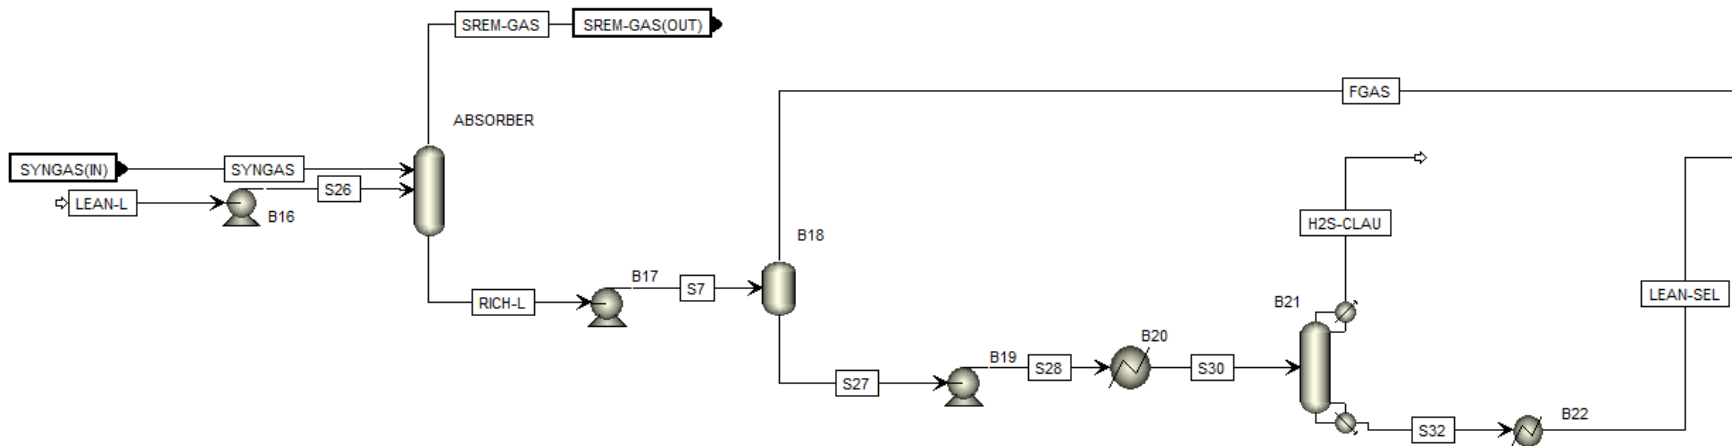 SREM-GAS
SREM-GAS(OUT)
FGAS
ABSORBER
SYNGAS(IN)
SYNGAS
S26
LEAN-L
B16
H2S-CLAU
B18
B17
S7
RICH-L
B21
LEAN-SEL
B20
B19
S28
S30
S27
B22
S32